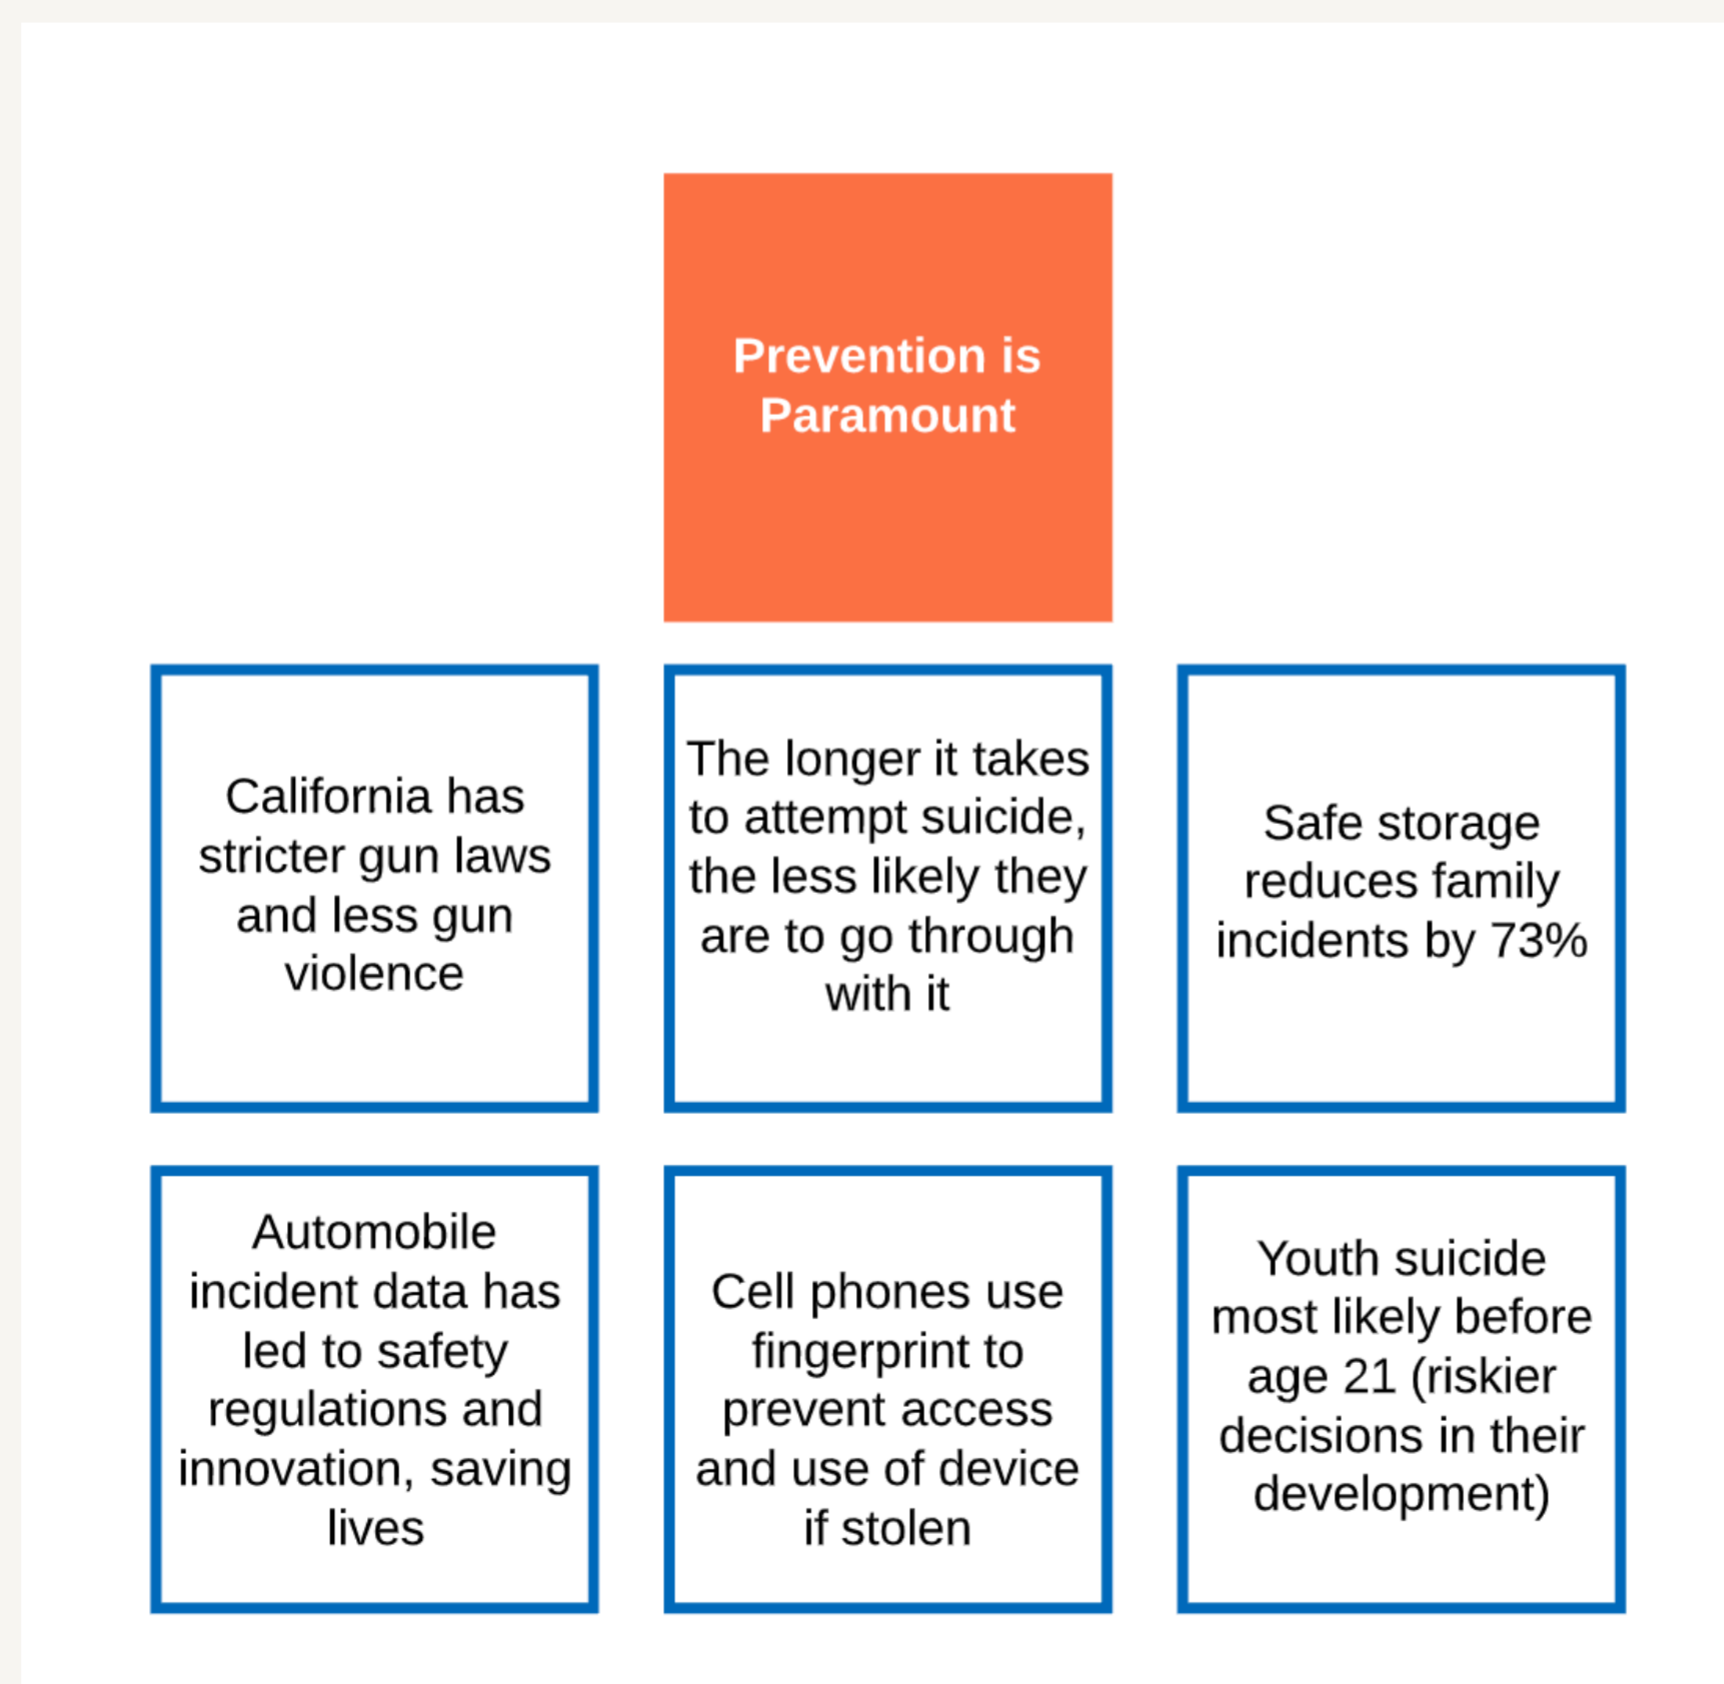 Prevention is
Paramount
California has
stricter gun laws
and less gun
violence
The longer it takes
to attempt suicide,
the less likely they
are to go through
with it
Safe storage
reduces family
incidents by 73%
Automobile
incident data has
led to safety
regulations and
innovation, saving
lives
Cell phones use
fingerprint to
prevent access
and use of device
if stolen
Youth suicide
most likely before
age 21 (riskier
decisions in their
development)